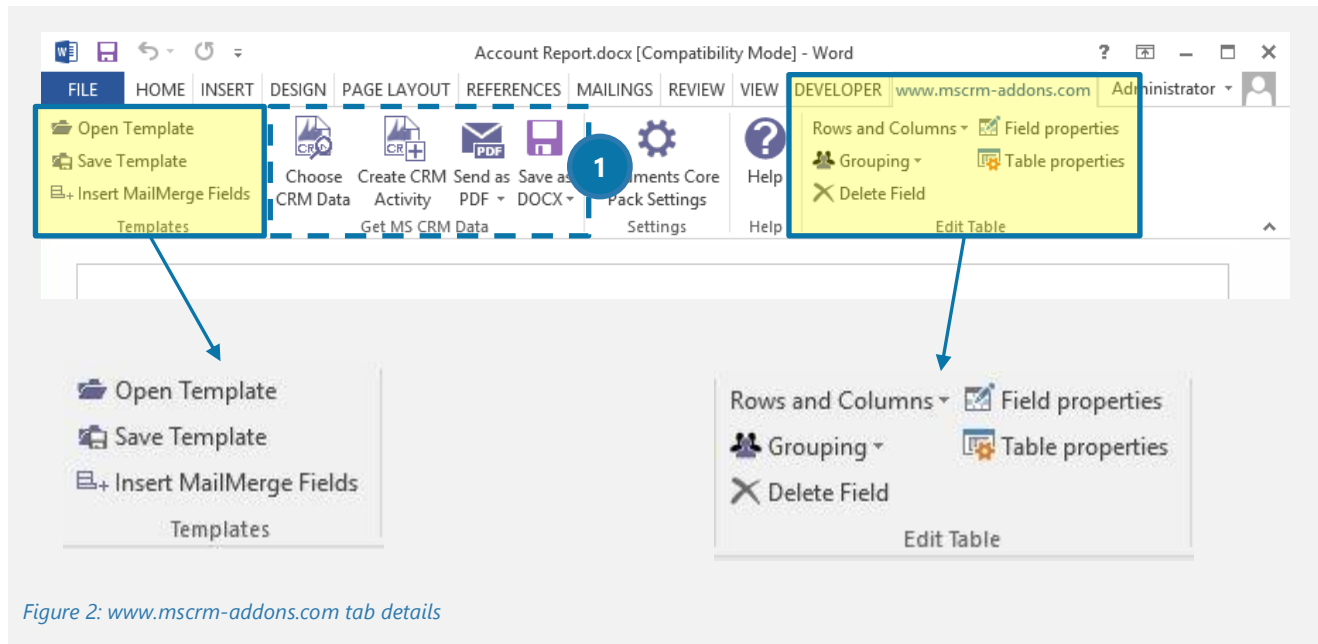 Account Report.docx [Compatibility Mode] - Word
FILE HOME INSERT DESIGN PAGE LAYOUT REFERENCES MAILINGS REVIEW VIEW DEVELOPER www.mscrm-addons.com Administrator
Open Template
Save Template
Insert MailMerge Fields
Templates
Choose
CRM Data
Create CRM
Activity
Send as
PDF
Save as
DOCX
Get MS CRM Data
1
ments Core
Pack Settings
Settings
Help
Help
Rows and Columns Field properties
Grouping Table properties
Delete Field
Edit Table
Open Template
Save Template
Insert MailMerge Fields
Templates
Rows and Columns Field properties
Grouping Table properties
Delete Field
Edit Table
Figure 2: www.mscrm-addons.com tab details